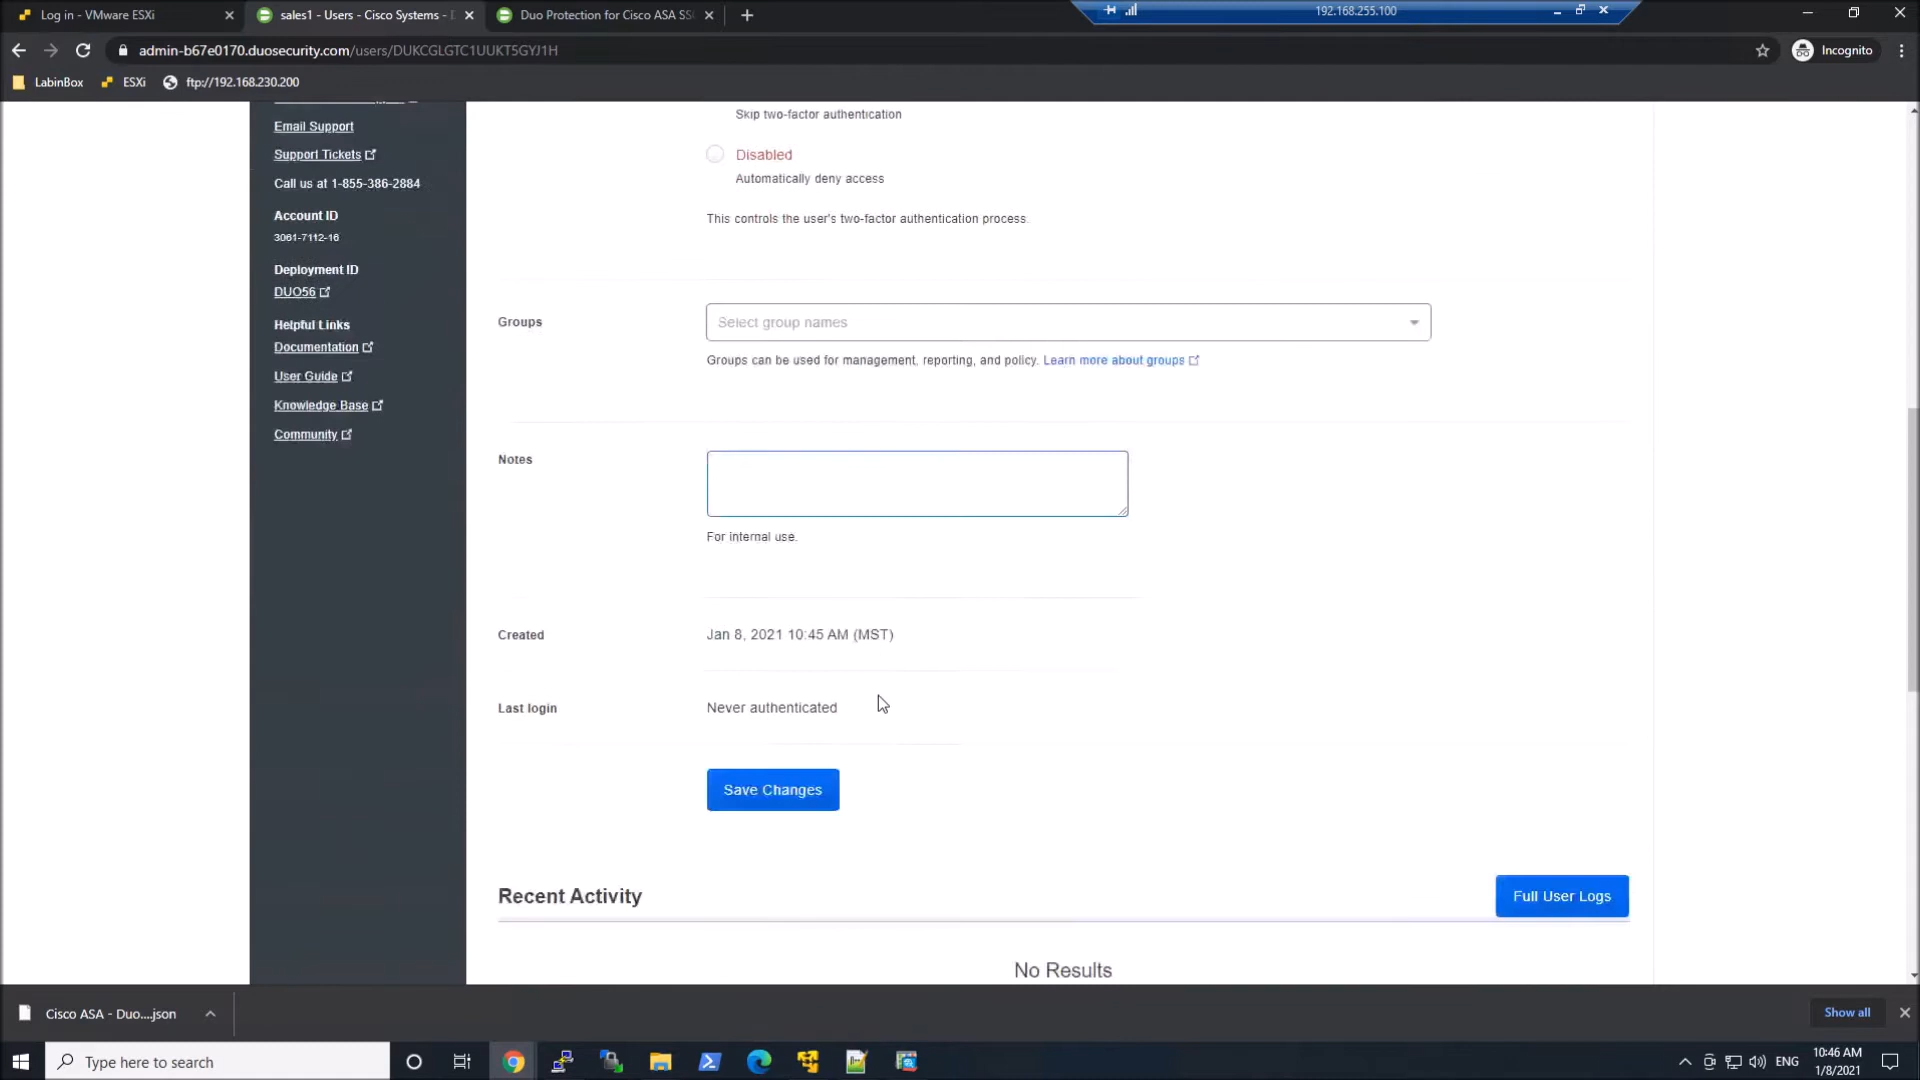 Log in - VMware ESXi
sales1 - Users - Cisco Systems - D
Duo Protection for Cisco ASA SS
192.168.255.100
admin-b67e0170.duosecurity.com/users/DUKCGLGTC1UUKT5GYJ1H
Incognito
LabinBox
ESXi
ftp://192.168.230.200
Email Support
Support Tickets
Call us at 1-855-386-2884
Account ID
3061-7112-16
Deployment ID
DUO56
Helpful Links
Documentation
User Guide
Knowledge Base
Community
Skip two-factor authentication
Disabled
Automatically deny access
This controls the user's two-factor authentication process.
Groups
Select group names
Groups can be used for management, reporting, and policy. Learn more about groups
Notes
For internal use.
Created
Jan 8, 2021 10:45 AM (MST)
Last login
Never authenticated
Save Changes
Recent Activity
Full User Logs
No Results
Cisco ASA - Duo....json
Show all
Type here to search
ENG
10:46 AM
1/8/2021